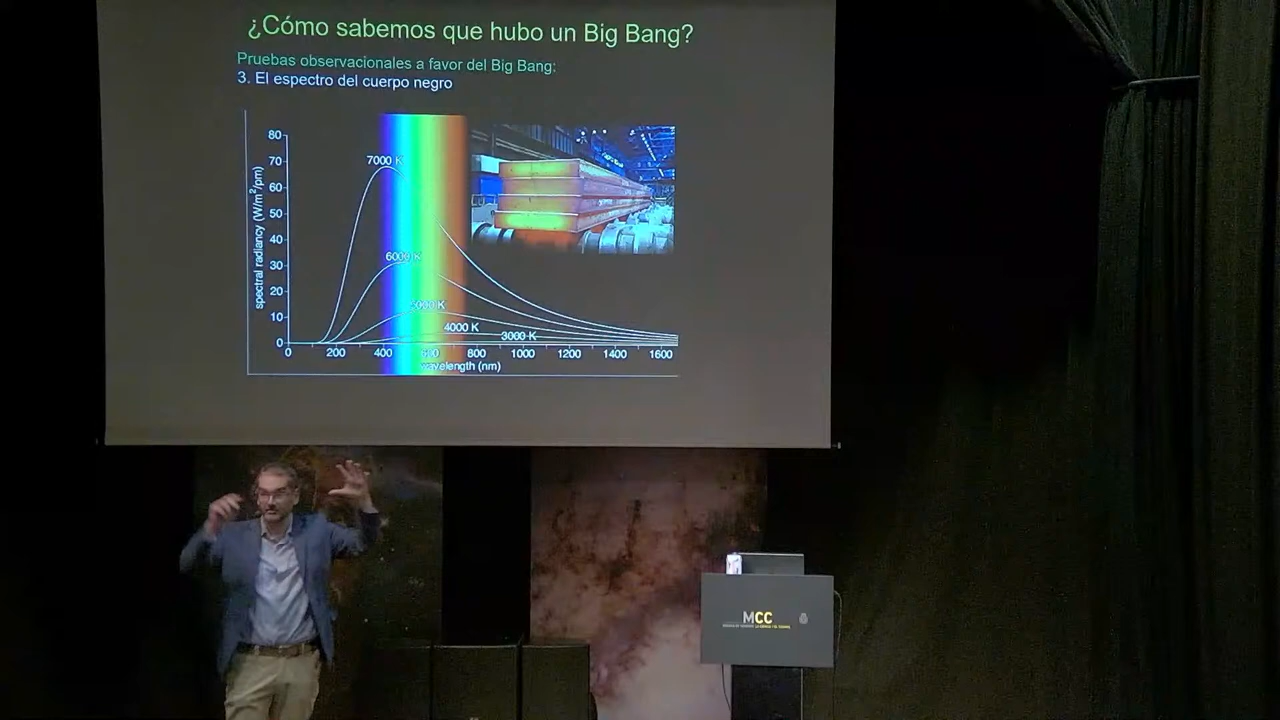 ¿Cómo sabemos que hubo un Big Bang?
Pruebas observacionales a favor del Big Bang:
3. El espectro del cuerpo negro
80
70
60
50
40
30
20
10
0
spectral radiancy (W/m²/μm)
7000 K
6000 K
5000 K
4000 K
3000 K
0 200 400 600 800 1000 1200 1400 1600
wavelength (nm)
MCC